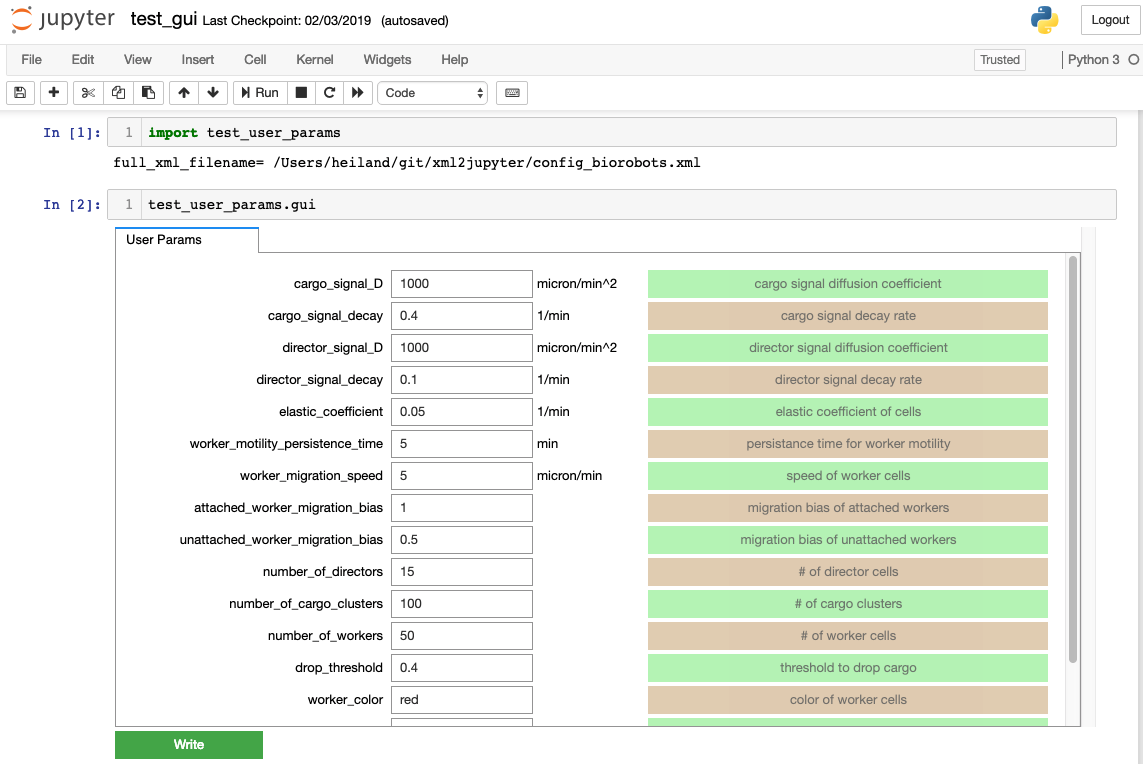 jupyter test_gui Last Checkpoint: 02/03/2019 (autosaved) Logout
File Edit View Insert Cell Kernel Widgets Help Trusted Python 3
Run Code
In [1]: 1 import test_user_params
full_xml_filename= /Users/heiland/git/xml2jupyter/config_biorobots.xml
In [2]: 1 test_user_params.gui
User Params
cargo_signal_D 1000 micron/min^2 cargo signal diffusion coefficient
cargo_signal_decay 0.4 1/min cargo signal decay rate
director_signal_D 1000 micron/min^2 director signal diffusion coefficient
director_signal_decay 0.1 1/min director signal decay rate
elastic_coefficient 0.05 1/min elastic coefficient of cells
worker_motility_persistence_time 5 min persistance time for worker motility
worker_migration_speed 5 micron/min speed of worker cells
attached_worker_migration_bias 1 migration bias of attached workers
unattached_worker_migration_bias 0.5 migration bias of unattached workers
number_of_directors 15 # of director cells
number_of_cargo_clusters 100 # of cargo clusters
number_of_workers 50 # of worker cells
drop_threshold 0.4 threshold to drop cargo
worker_color red color of worker cells
Write